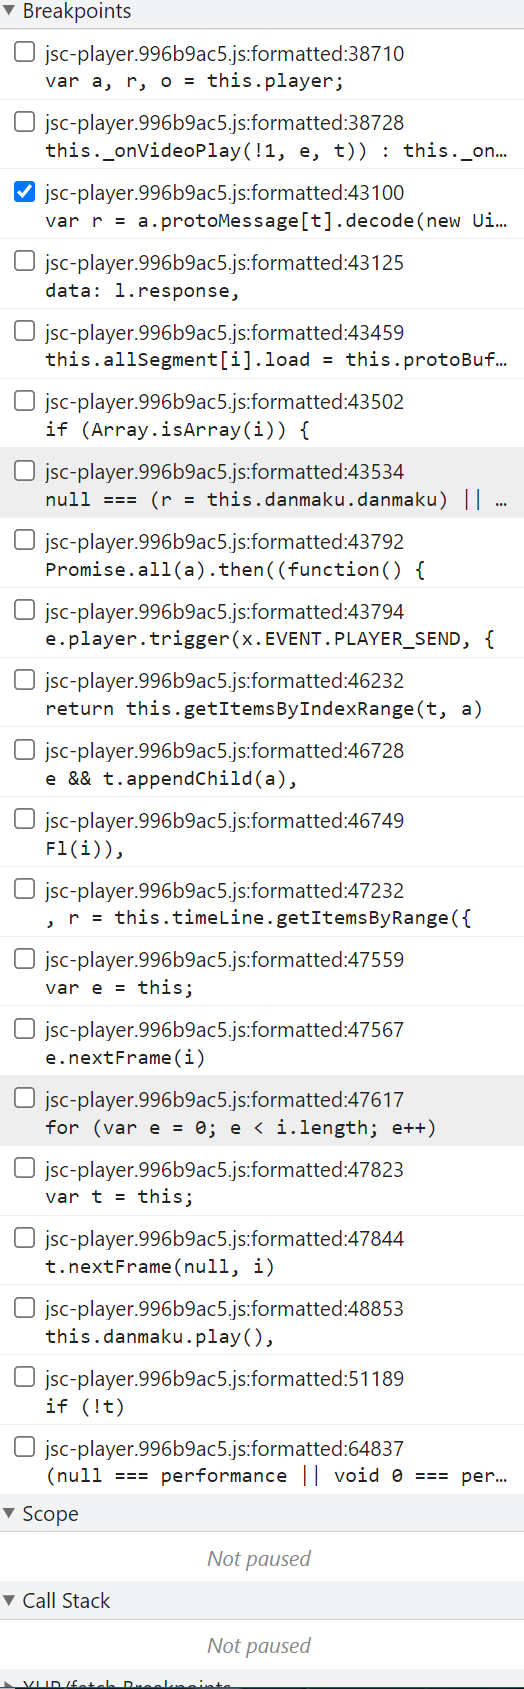 Breakpoints
jsc-player.996b9ac5.js:formatted:38710
var a, r, o = this.player;
jsc-player.996b9ac5.js:formatted:38728
this._onVideoPlay(!1, e, t)) : this._on…
jsc-player.996b9ac5.js:formatted:43100
var r = a.protoMessage[t].decode(new Ui…
jsc-player.996b9ac5.js:formatted:43125
data: l.response,
jsc-player.996b9ac5.js:formatted:43459
this.allSegment[i].load = this.protoBuf…
jsc-player.996b9ac5.js:formatted:43502
if (Array.isArray(i)) {
jsc-player.996b9ac5.js:formatted:43534
null === (r = this.danmaku.danmaku) || …
jsc-player.996b9ac5.js:formatted:43792
Promise.all(a).then((function() {
jsc-player.996b9ac5.js:formatted:43794
e.player.trigger(x.EVENT.PLAYER_SEND, {
jsc-player.996b9ac5.js:formatted:46232
return this.getItemsByIndexRange(t, a)
jsc-player.996b9ac5.js:formatted:46728
e && t.appendChild(a),
jsc-player.996b9ac5.js:formatted:46749
Fl(i)),
jsc-player.996b9ac5.js:formatted:47232
, r = this.timeLine.getItemsByRange({
jsc-player.996b9ac5.js:formatted:47559
var e = this;
jsc-player.996b9ac5.js:formatted:47567
e.nextFrame(i)
jsc-player.996b9ac5.js:formatted:47617
for (var e = 0; e < i.length; e++)
jsc-player.996b9ac5.js:formatted:47823
var t = this;
jsc-player.996b9ac5.js:formatted:47844
t.nextFrame(null, i)
jsc-player.996b9ac5.js:formatted:48853
this.danmaku.play(),
jsc-player.996b9ac5.js:formatted:51189
if (!t)
jsc-player.996b9ac5.js:formatted:64837
(null === performance || void 0 === per…
Scope
Not paused
Call Stack
Not paused
XHR/fetch Breakpoints